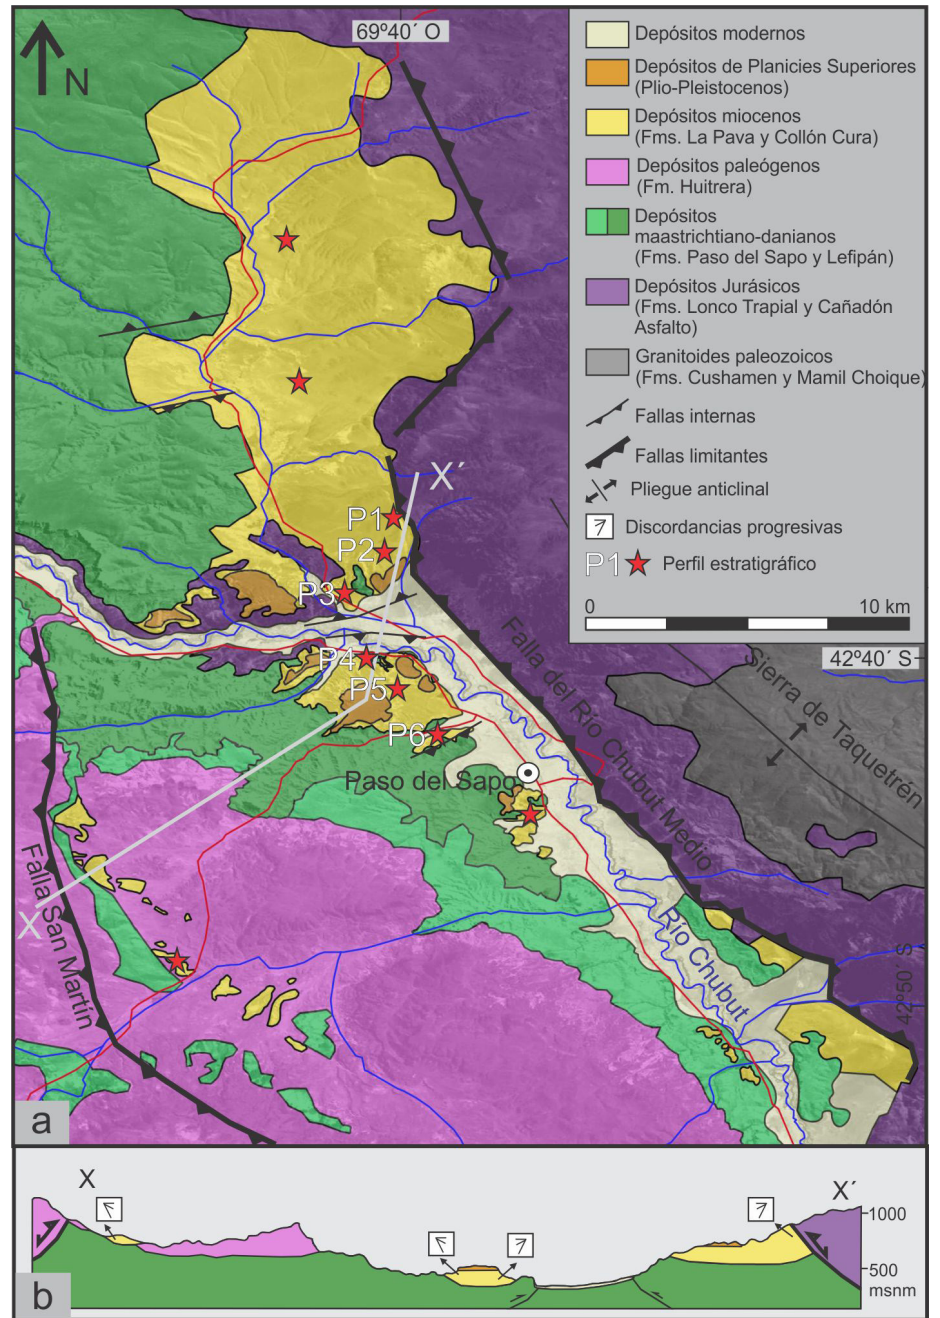 69º40´ O
N
Depósitos modernos
Depósitos de Planicies Superiores
(Plio-Pleistocenos)
Depósitos miocenos
(Fms. La Pava y Collón Cura)
Depósitos paleógenos
(Fm. Huitrera)
Depósitos
maastrichtiano-danianos
(Fms. Paso del Sapo y Lefipán)
Depósitos Jurásicos
(Fms. Lonco Trapial y Cañadón
Asfalto)
Granitoides paleozoicos
(Fms. Cushamen y Mamil Choique)
Fallas internas
Fallas limitantes
Pliegue anticlinal
Discordancias progresivas
P1 Perfil estratigráfico
0 10 km
X´
P1
P2
P3
P4
P5
P6
42º40´ S
Falla del Río Chubut Medio
Sierra de Taquetrén
Paso del Sapo
Falla San Martín
X
Río Chubut
42º50´ S
a
X
X´
1000
500
msnm
b